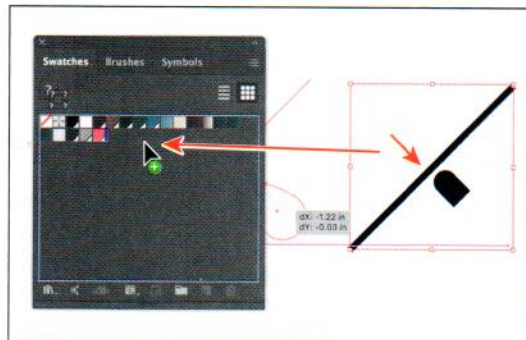 Swatches Brushes Symbols
dX: -1.22 in
dY: -0.03 in